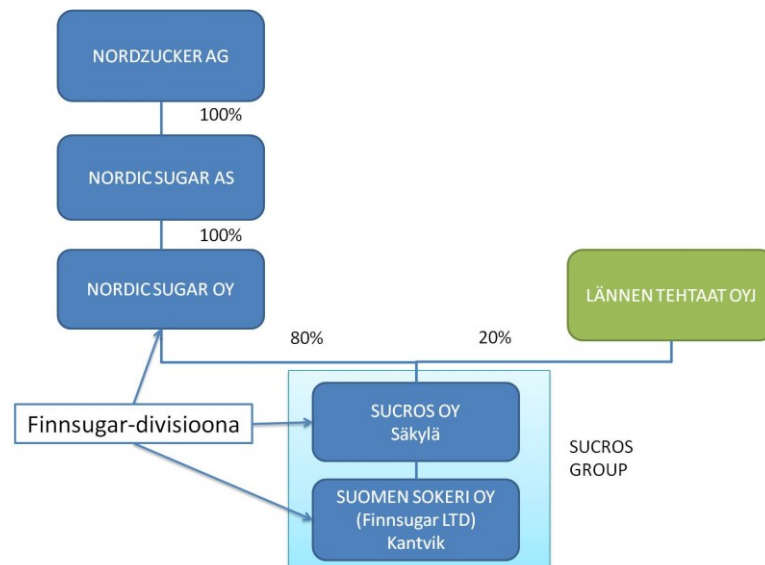 NORDZUCKER AG
100%
NORDIC SUGAR AS
100%
NORDIC SUGAR OY
LÄNNEN TEHTAAT OYJ
80%
20%
Finnsugar-divisioona
SUCROS OY
Säkylä
SUCROS
GROUP
SUOMEN SOKERI OY
(Finnsugar LTD)
Kantvik